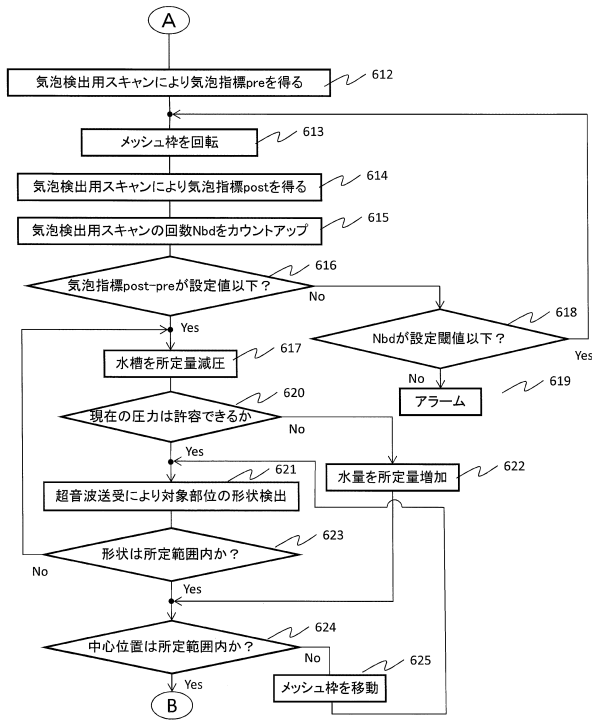 A
気泡検出用スキャンにより気泡指標preを得る
612
メッシュ枠を回転
613
気泡検出用スキャンにより気泡指標postを得る
614
気泡検出用スキャンの回数Nbdをカウントアップ
615
気泡指標post-preが設定値以下？
616
No
Yes
Nbdが設定閾値以下？
618
Yes
No
アラーム
619
水槽を所定量減圧
617
現在の圧力は許容できるか
620
No
Yes
水量を所定量増加
622
超音波送受により対象部位の形状検出
621
形状は所定範囲内か？
623
No
Yes
中心位置は所定範囲内か？
624
No
Yes
メッシュ枠を移動
625
B